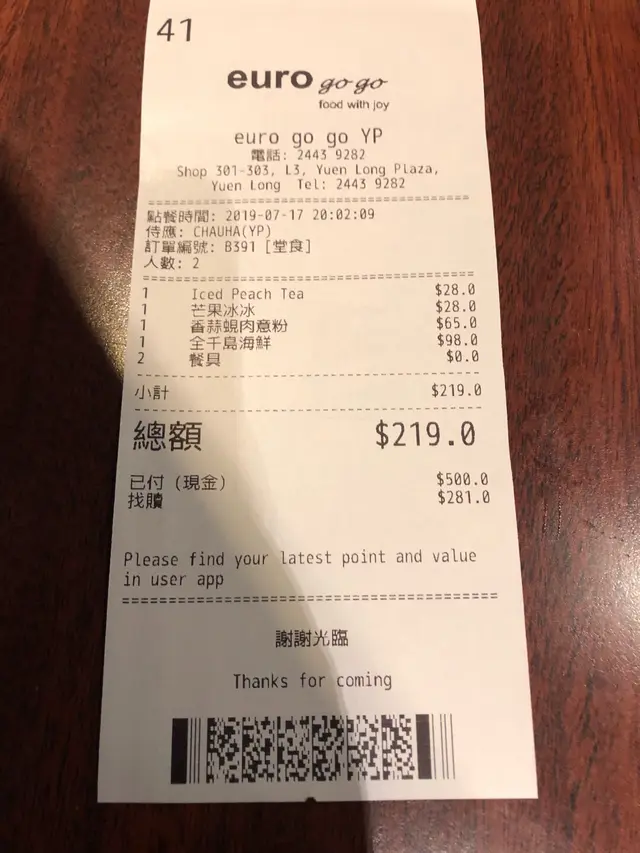 41
euro go go
food with joy
euro go go YP
電話: 2443 9282
Shop 301-303, L3, Yuen Long Plaza,
Yuen Long Tel: 2443 9282
點餐時間: 2019-07-17 20:02:09
侍應: CHAUHA(YP)
訂單編號: B391 [堂食]
人數: 2
1 Iced Peach Tea $28.0
1 芒果冰冰 $28.0
1 香蒜蜆肉意粉 $65.0
1 全千島海鮮 $98.0
2 餐具 $0.0
小計 $219.0
總額 $219.0
已付 (現金) $500.0
找贖 $281.0
Please find your latest point and value
in user app
謝謝光臨
Thanks for coming